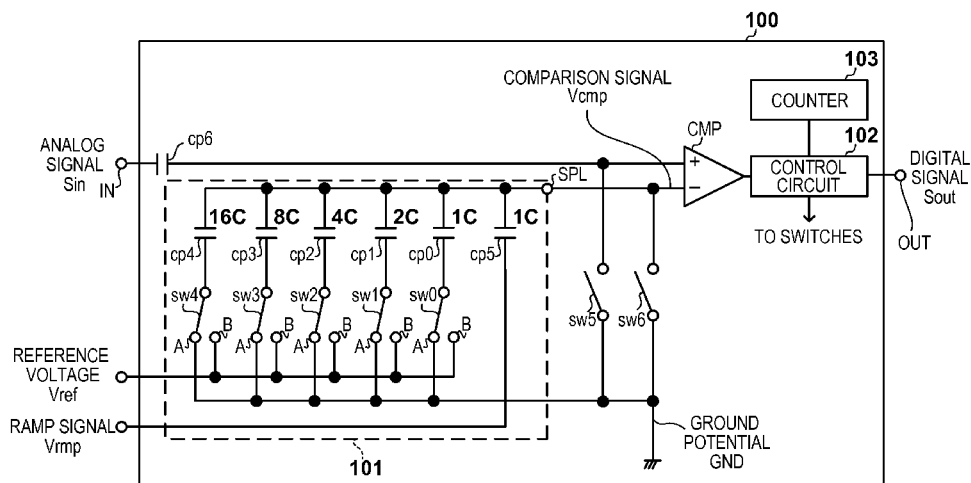 100
103
COMPARISON SIGNAL
Vcmp
COUNTER
CMP
102
ANALOG
SIGNAL
Sin
IN
cp6
+
−
CONTROL
CIRCUIT
DIGITAL
SIGNAL
Sout
OUT
TO SWITCHES
SPL
16C 8C 4C 2C 1C 1C
cp4 cp3 cp2 cp1 cp0 cp5
sw4 sw3 sw2 sw1 sw0
sw5 sw6
A B A B A B A B A B
REFERENCE
VOLTAGE
Vref
RAMP SIGNAL
Vrmp
101
GROUND
POTENTIAL
GND